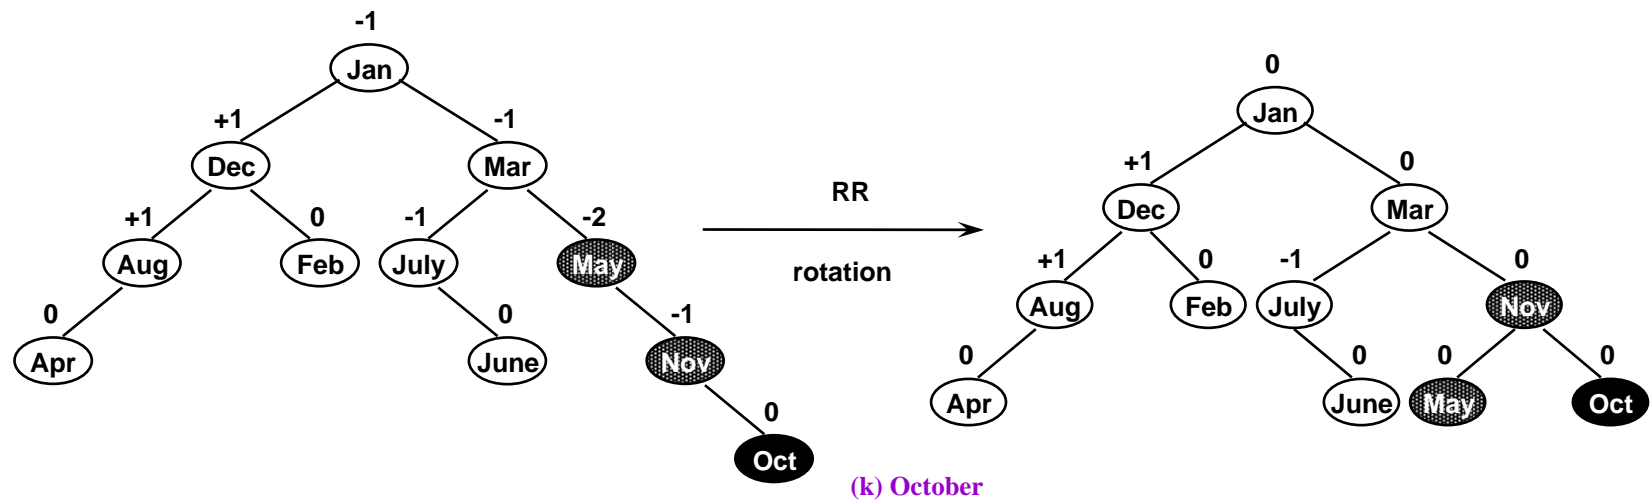 -1
Jan
+1
-1
Dec
Mar
+1
0
-1
-2
Aug
Feb
July
May
0
0
-1
Apr
June
Nov
0
Oct
RR
rotation
0
Jan
+1
0
Dec
Mar
+1
0
-1
0
Aug
Feb
July
Nov
0
0
0
0
Apr
June
May
Oct
(k) October